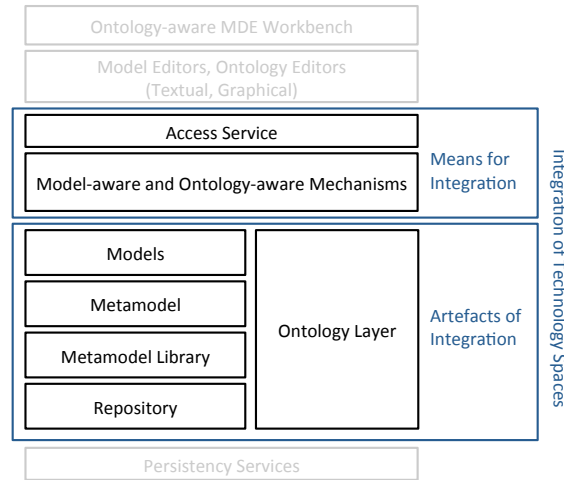 Ontology-aware MDE Workbench
Model Editors, Ontology Editors
(Textual, Graphical)
Access Service
Model-aware and Ontology-aware Mechanisms
Means for
Integration
Models
Metamodel
Metamodel Library
Repository
Ontology Layer
Artefacts of
Integration
Integration of Technology Spaces
Persistency Services